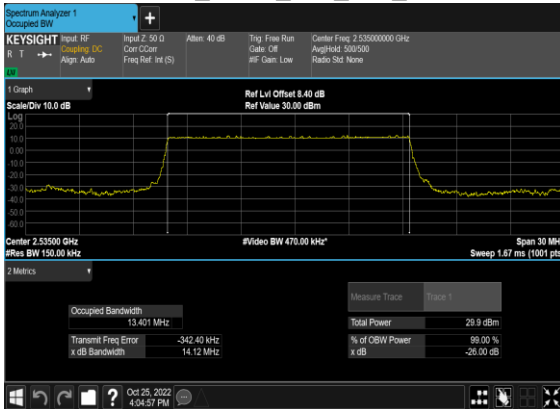 Spectrum Analyzer 1
Occupied BW
KEYSIGHT
R T
LW
Input: RF
Coupling: DC
Align: Auto
Input Z: 50 Ω
Corr CCorr
Freq Ref: Int (S)
Atten: 40 dB
Trig: Free Run
Gate: Off
#IF Gain: Low
Center Freq: 2.535000000 GHz
Avg|Hold: 500/500
Radio Std: None
1 Graph
Scale/Div 10.0 dB
Ref Lvl Offset 8.40 dB
Ref Value 30.00 dBm
Log
20.0
10.0
0.00
-10.0
-20.0
-30.0
-40.0
-50.0
-60.0
Center 2.53500 GHz
#Res BW 150.00 kHz
#Video BW 470.00 kHz*
Span 30 MH
Sweep 1.67 ms (1001 pts
2 Metrics
Measure Trace
Trace 1
Occupied Bandwidth
13.401 MHz
Total Power
29.9 dBm
Transmit Freq Error
-342.40 kHz
% of OBW Power
99.00 %
x dB Bandwidth
14.12 MHz
x dB
-26.00 dB
?
Oct 25, 2022
4:04:57 PM